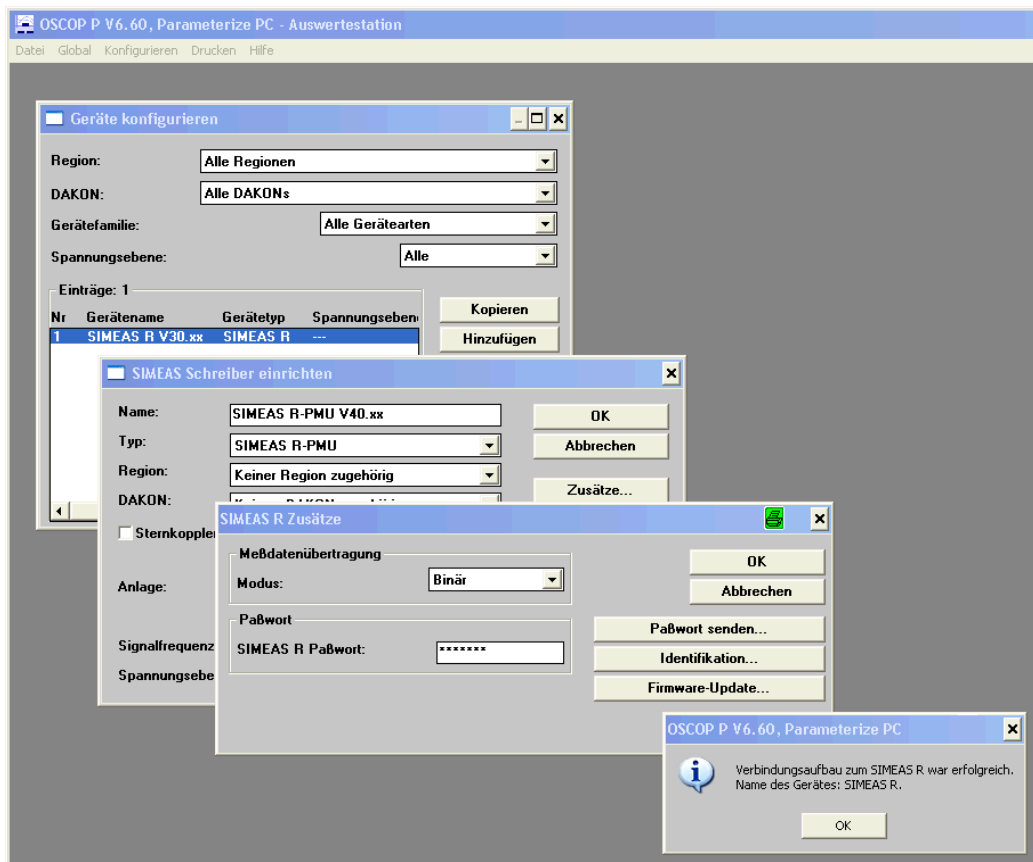 OSCOP P V6.60, Parameterize PC - Auswertestation
Datei Global Konfigurieren Drucken Hilfe
Geräte konfigurieren
Region: Alle Regionen
DAKON: Alle DAKONs
Gerätefamilie: Alle Gerätearten
Spannungsebene: Alle
Einträge: 1
Nr Gerätename Gerätetyp Spannungseben
1 SIMEAS R V30.xx SIMEAS R ---
Kopieren
Hinzufügen
SIMEAS Schreiber einrichten
Name: SIMEAS R-PMU V40.xx
Typ: SIMEAS R-PMU
Region: Keiner Region zugehörig
DAKON:
Sternkoppler
Anlage:
Signalfrequenz
Spannungsebe
OK
Abbrechen
Zusätze...
SIMEAS R Zusätze
Meßdatenübertragung
Modus: Binär
Paßwort
SIMEAS R Paßwort: *******
OK
Abbrechen
Paßwort senden...
Identifikation...
Firmware-Update...
OSCOP P V6.60, Parameterize PC
Verbindungsaufbau zum SIMEAS R war erfolgreich.
Name des Gerätes: SIMEAS R.
OK